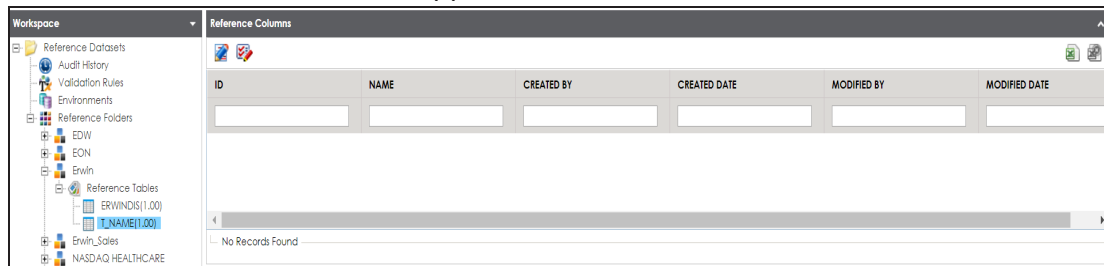 Workspace
Reference Datasets
Audit History
Validation Rules
Environments
Reference Folders
EDW
EON
Erwin
Reference Tables
ERWINDIS(1.00)
T_NAME(1.00)
Erwin_Sales
NASDAQ HEALTHCARE
Reference Columns
ID NAME CREATED BY CREATED DATE MODIFIED BY MODIFIED DATE
No Records Found